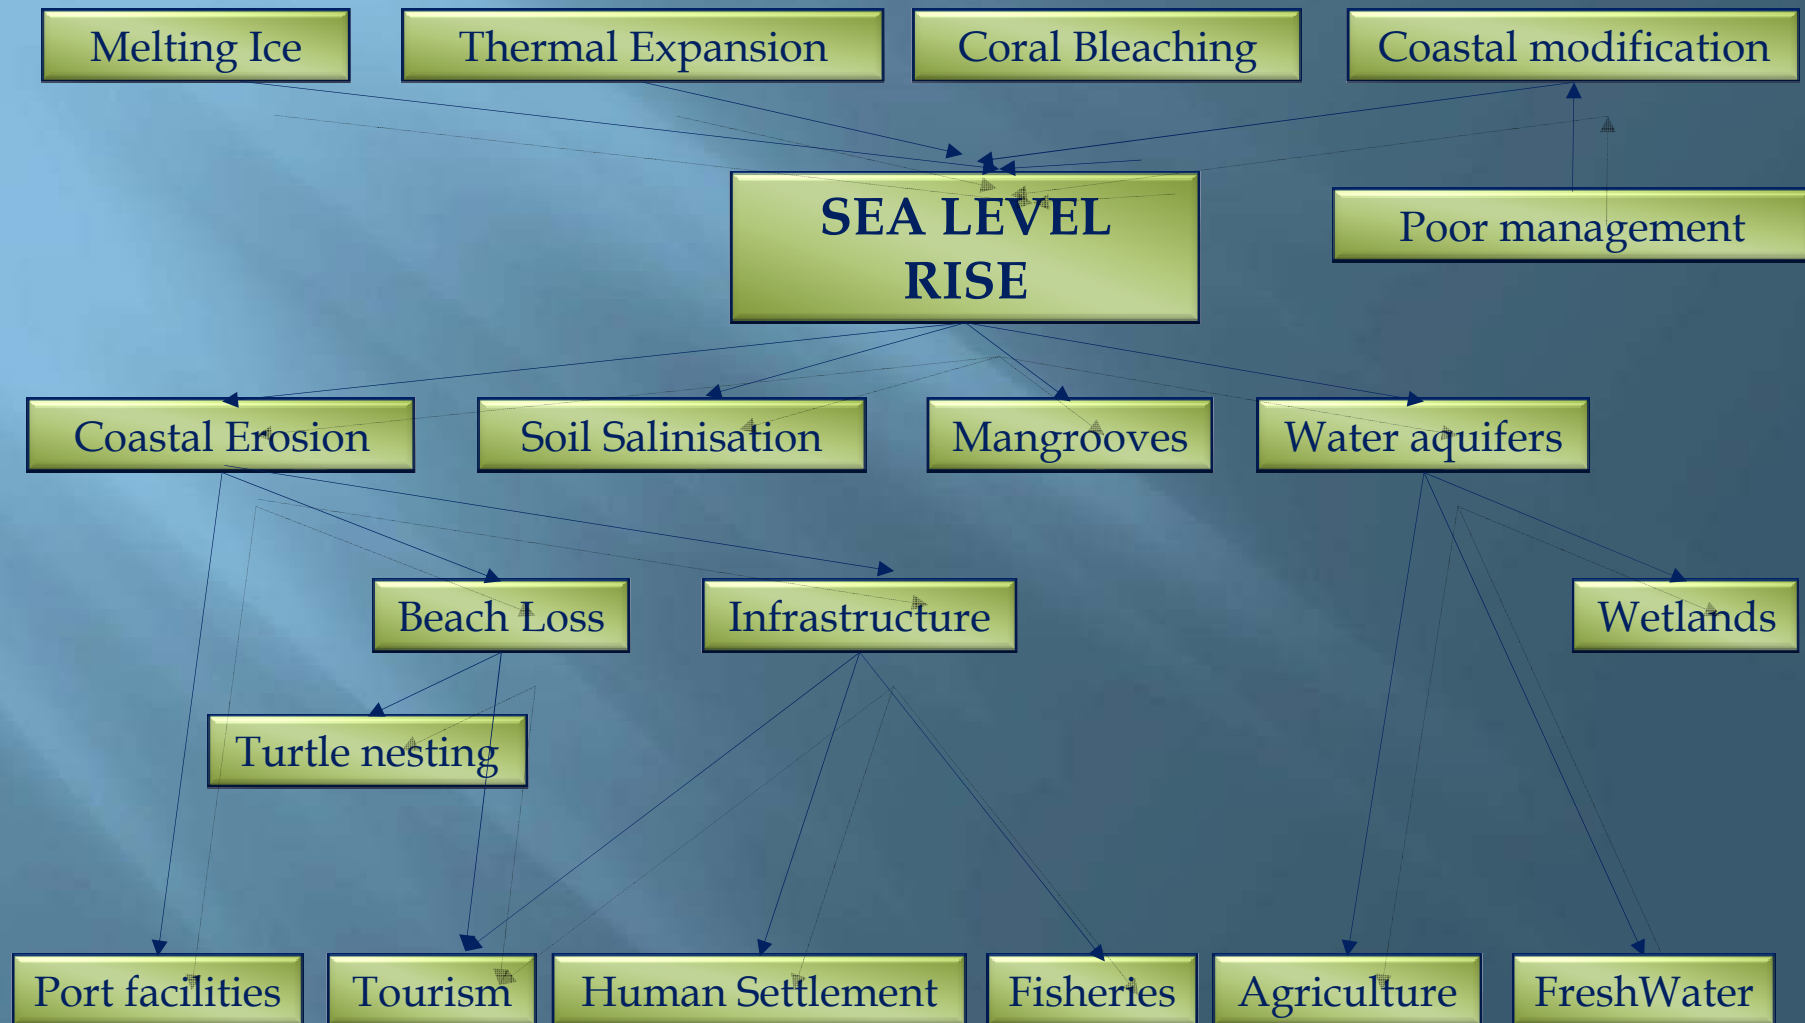 Melting Ice
Thermal Expansion
Coral Bleaching
Coastal modification
SEA LEVEL
RISE
Poor management
Coastal Erosion
Soil Salinisation
Mangrooves
Water aquifers
Beach Loss
Infrastructure
Wetlands
Turtle nesting
Port facilities
Tourism
Human Settlement
Fisheries
Agriculture
FreshWater